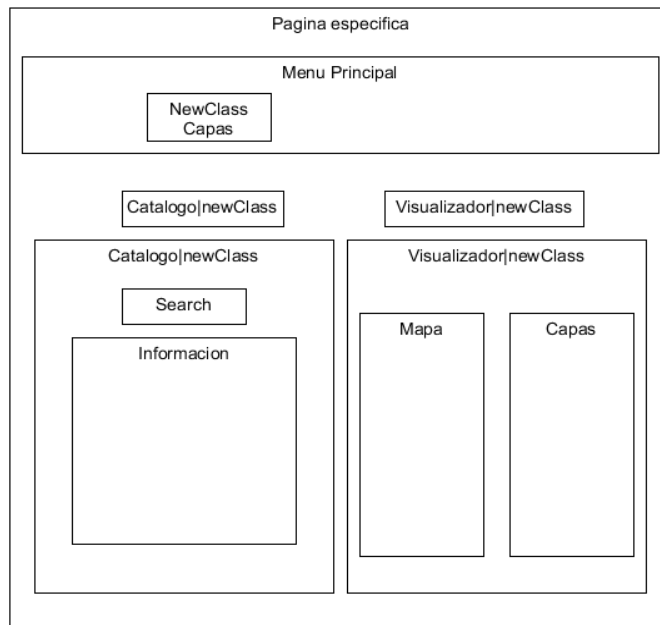 Pagina especifica
Menu Principal
NewClass
Capas
Catalogo|newClass
Visualizador|newClass
Catalogo|newClass
Search
Informacion
Visualizador|newClass
Mapa
Capas